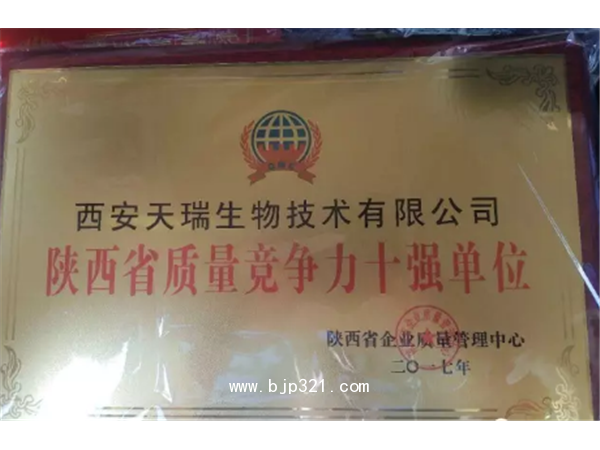 西安天瑞生物技术有限公司
陕西省质量竞争力十强单位
陕西省企业质量管理中心
二〇一七年
www.bjp321.com